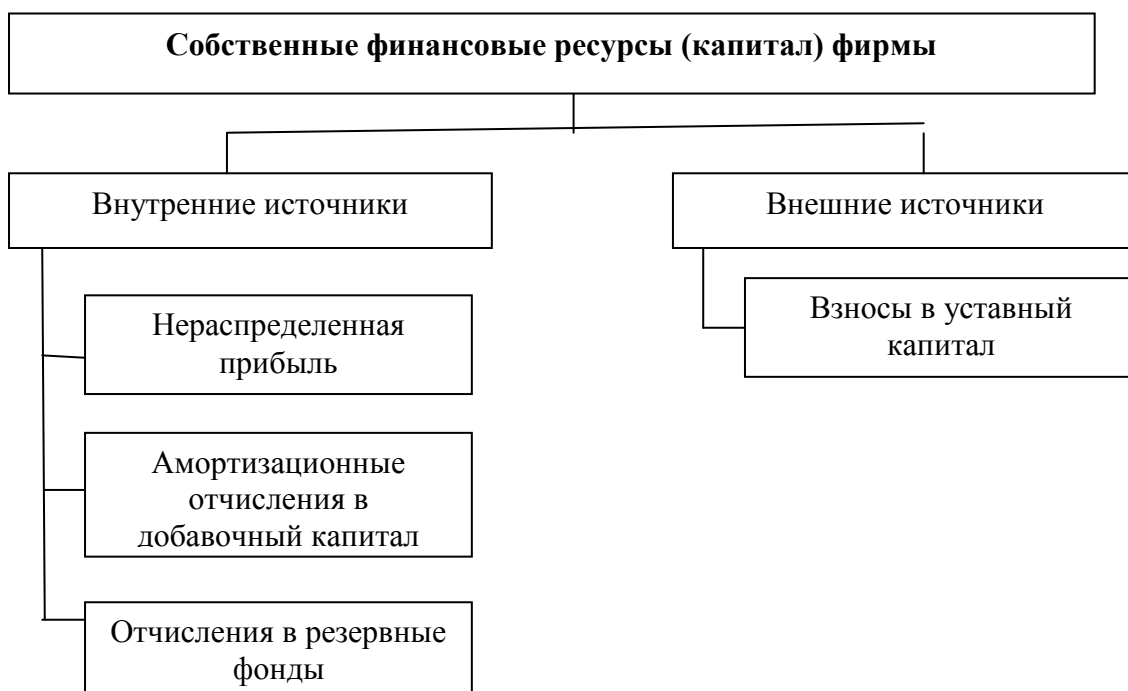 Собственные финансовые ресурсы (капитал) фирмы
Внутренние источники
Внешние источники
Нераспределенная
прибыль
Взносы в уставный
капитал
Амортизационные
отчисления в
добавочный капитал
Отчисления в резервные
фонды